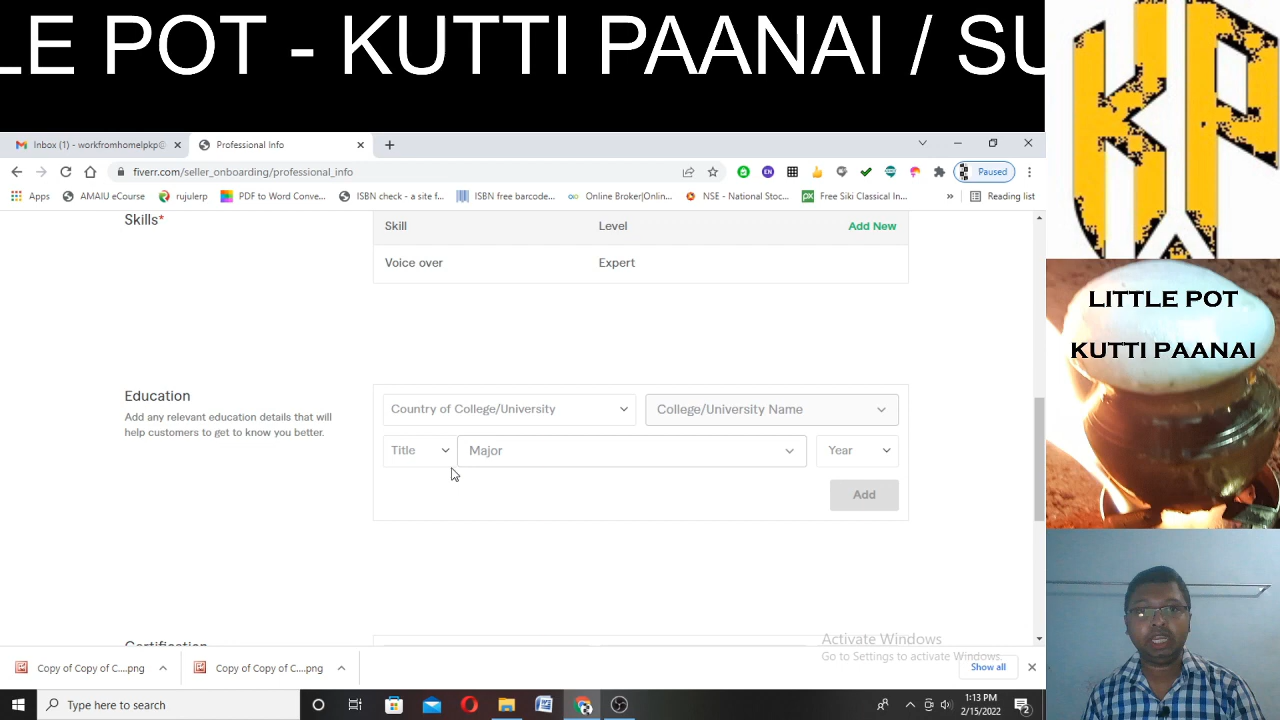 LE POT - KUTTI PAANAI / SU
KP
Inbox (1) - workfromhomelpkp@
Professional Info
fiverr.com/seller_onboarding/professional_info
EN
Paused
Apps
AMAIU eCourse
rujulerp
PDF to Word Conve...
ISBN check - a site f...
ISBN free barcode...
Online Broker|Onlin...
NSE - National Stoc...
Free Siki Classical In...
»
Reading list
Skills*
Skill
Level
Add New
Voice over
Expert
LITTLE POT
KUTTI PAANAI
Education
Add any relevant education details that will
help customers to get to know you better.
Country of College/University
College/University Name
Title
Major
Year
Add
Certification
Activate Windows
Go to Settings to activate Windows.
Copy of Copy of C....png
Copy of Copy of C....png
Show all
Type here to search
1:13 PM
2/15/2022
2